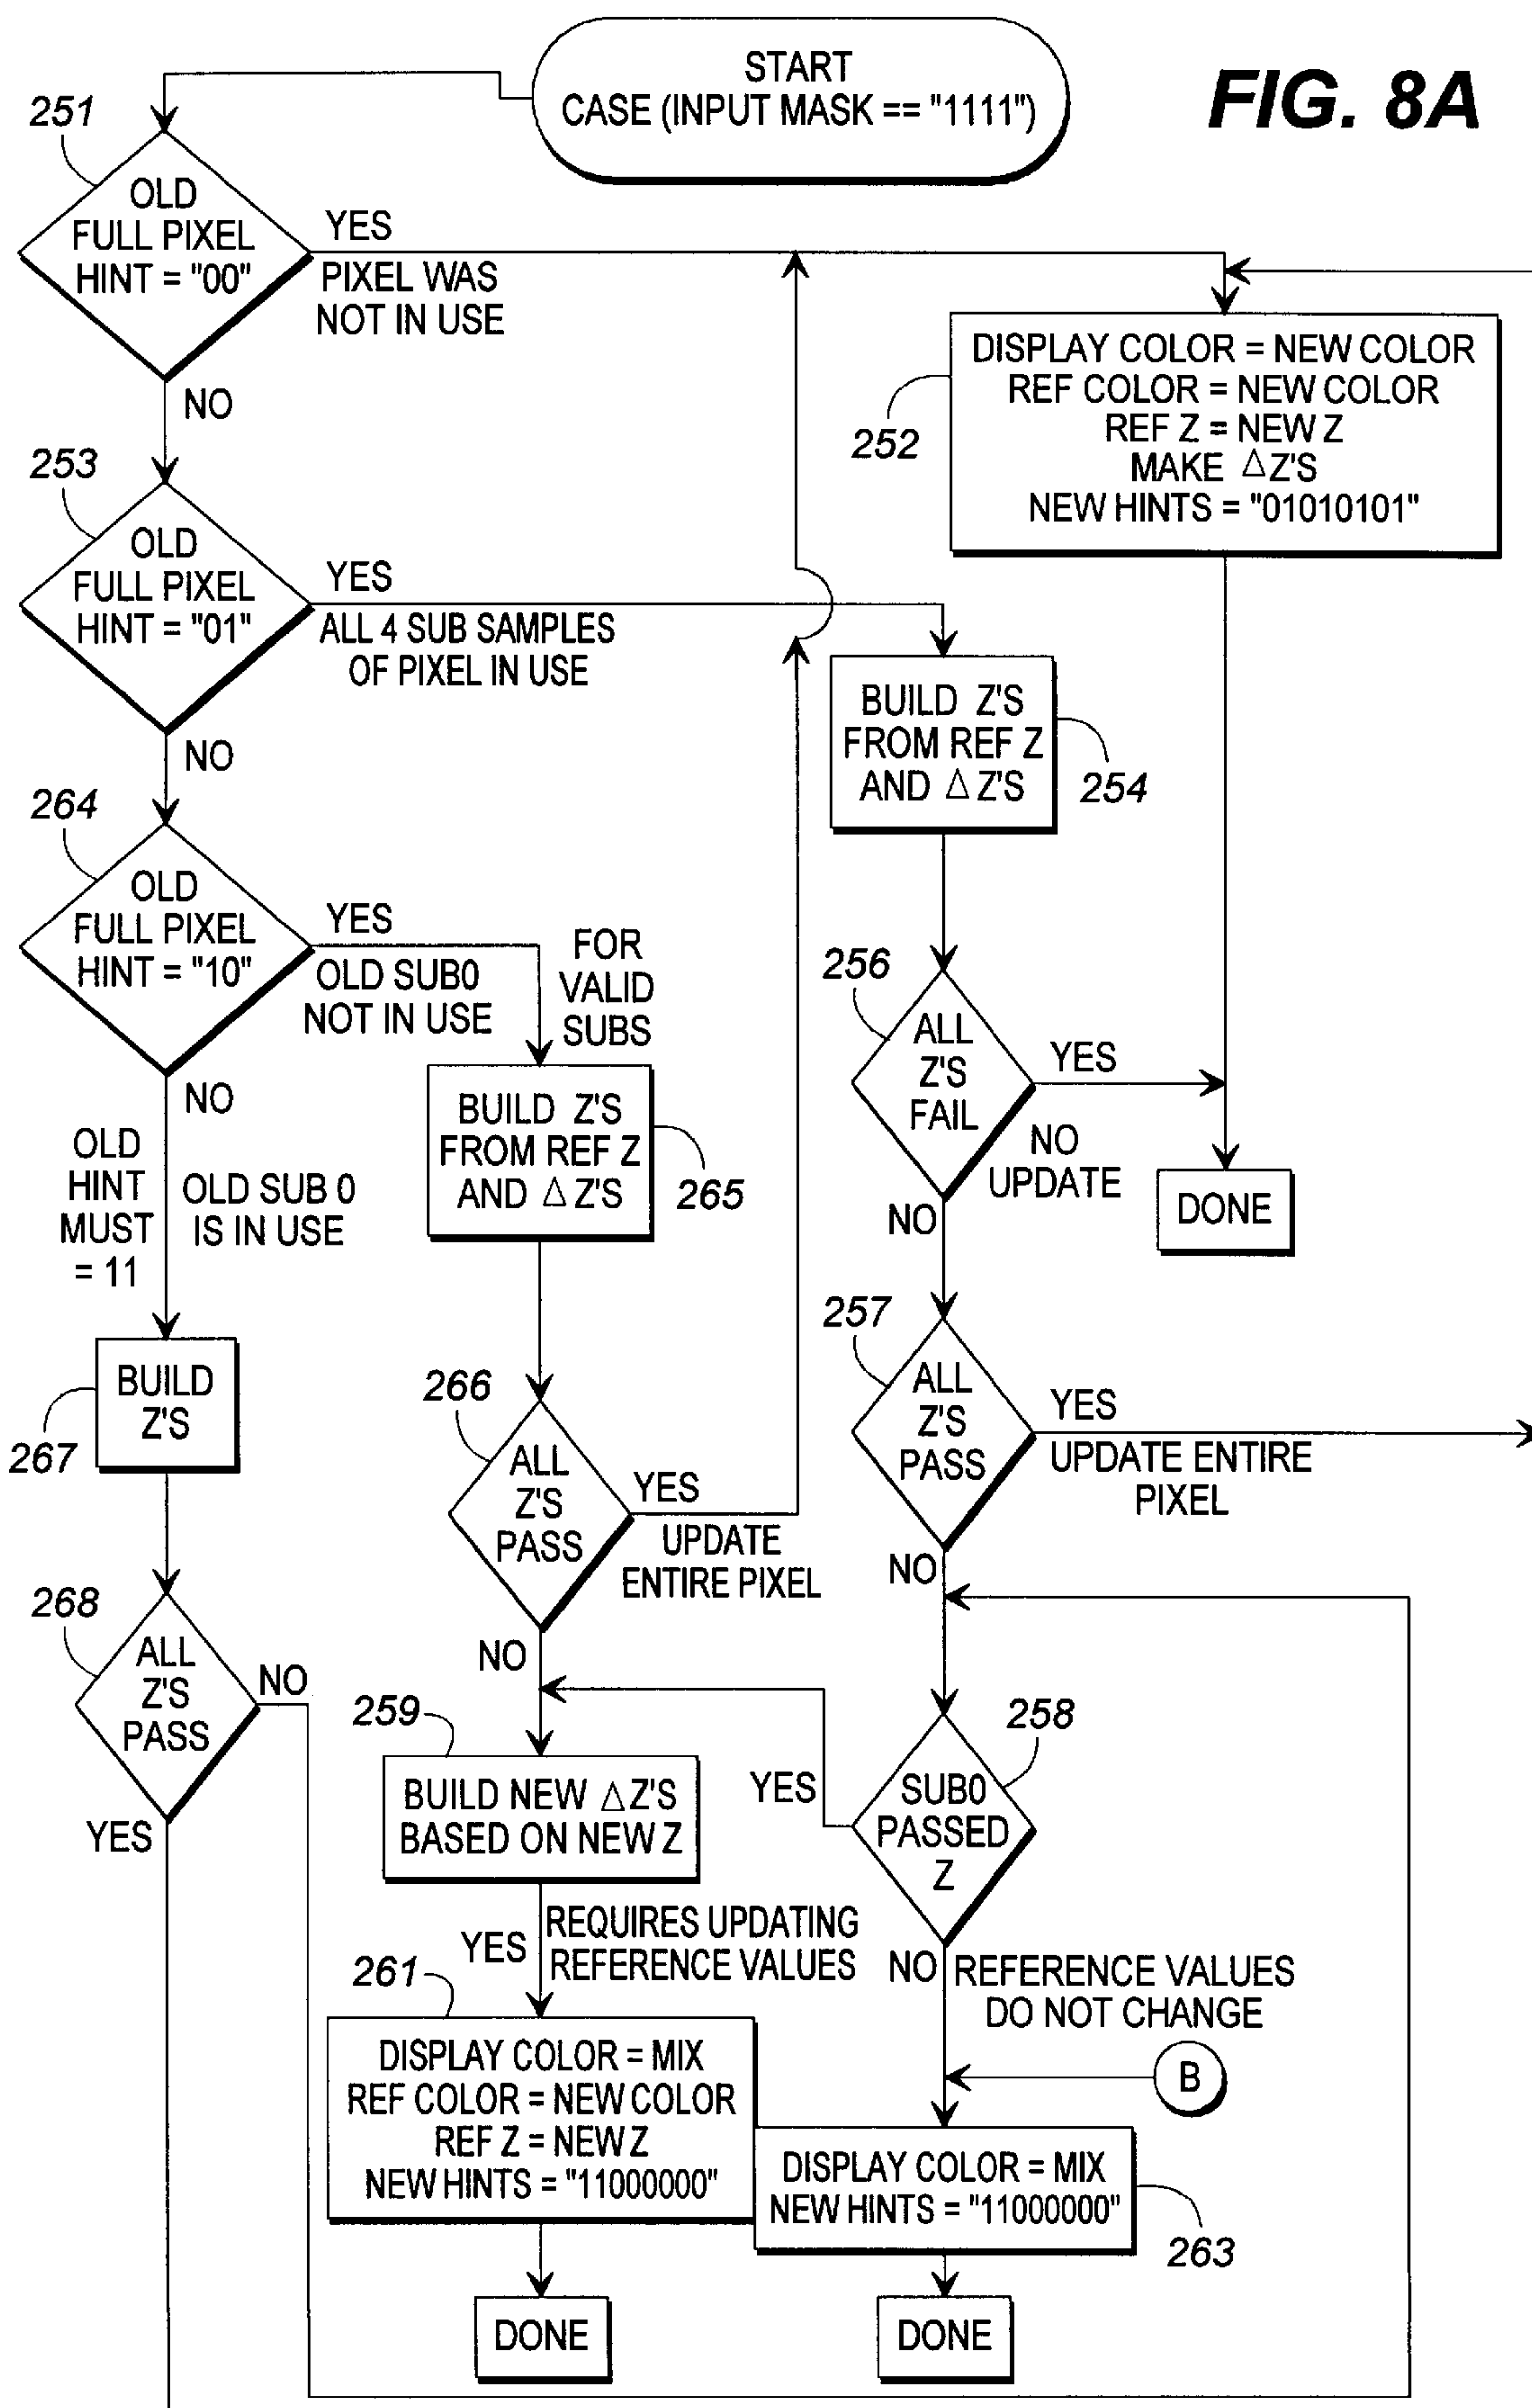 START
CASE (INPUT MASK == "1111")
FIG. 8A
251
OLD
FULL PIXEL
HINT = "00"
YES
PIXEL WAS
NOT IN USE
NO
252
DISPLAY COLOR = NEW COLOR
REF COLOR = NEW COLOR
REF Z = NEW Z
MAKE △Z'S
NEW HINTS = "01010101"
253
OLD
FULL PIXEL
HINT = "01"
YES
ALL 4 SUB SAMPLES
OF PIXEL IN USE
NO
BUILD Z'S
FROM REF Z
AND △Z'S
254
264
OLD
FULL PIXEL
HINT = "10"
YES
OLD SUB0
NOT IN USE
FOR
VALID
SUBS
NO
OLD
HINT
MUST
= 11
OLD SUB 0
IS IN USE
BUILD Z'S
FROM REF Z
AND △Z'S
265
256
ALL
Z'S
FAIL
YES
NO
UPDATE
NO
DONE
267
BUILD
Z'S
266
ALL
Z'S
PASS
YES
UPDATE
ENTIRE PIXEL
NO
257
ALL
Z'S
PASS
YES
UPDATE ENTIRE
PIXEL
NO
268
ALL
Z'S
PASS
NO
YES
259
BUILD NEW △Z'S
BASED ON NEW Z
YES
258
SUB0
PASSED
Z
YES
REQUIRES UPDATING
REFERENCE VALUES
NO
REFERENCE VALUES
DO NOT CHANGE
B
261
DISPLAY COLOR = MIX
REF COLOR = NEW COLOR
REF Z = NEW Z
NEW HINTS = "11000000"
DISPLAY COLOR = MIX
NEW HINTS = "11000000"
263
DONE
DONE